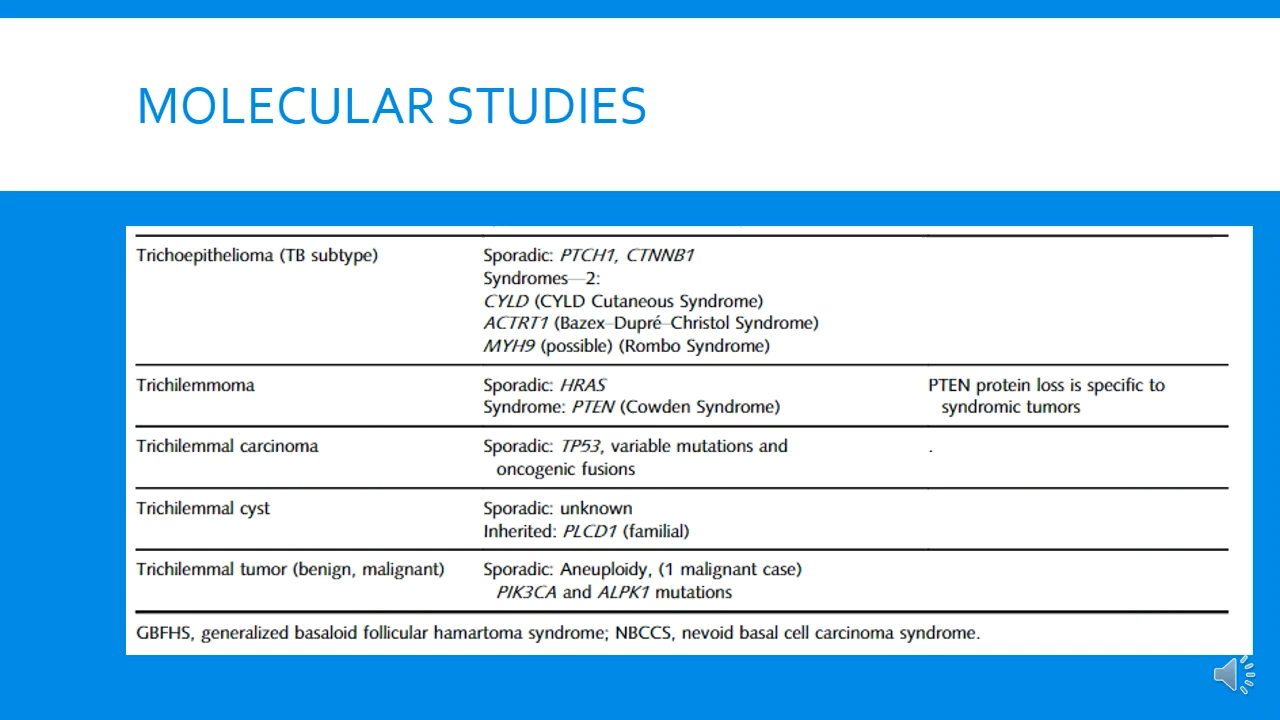 MOLECULAR STUDIES
Trichoepithelioma (TB subtype)
Sporadic: PTCH1, CTNNB1
Syndromes—2:
CYLD (CYLD Cutaneous Syndrome)
ACTRT1 (Bazex–Dupré–Christol Syndrome)
MYH9 (possible) (Rombo Syndrome)
Trichilemmoma
Sporadic: HRAS
Syndrome: PTEN (Cowden Syndrome)
PTEN protein loss is specific to
syndromic tumors
Trichilemmal carcinoma
Sporadic: TP53, variable mutations and
oncogenic fusions
.
Trichilemmal cyst
Sporadic: unknown
Inherited: PLCD1 (familial)
Trichilemmal tumor (benign, malignant)
Sporadic: Aneuploidy, (1 malignant case)
PIK3CA and ALPK1 mutations
GBFHS, generalized basaloid follicular hamartoma syndrome; NBCCS, nevoid basal cell carcinoma syndrome.